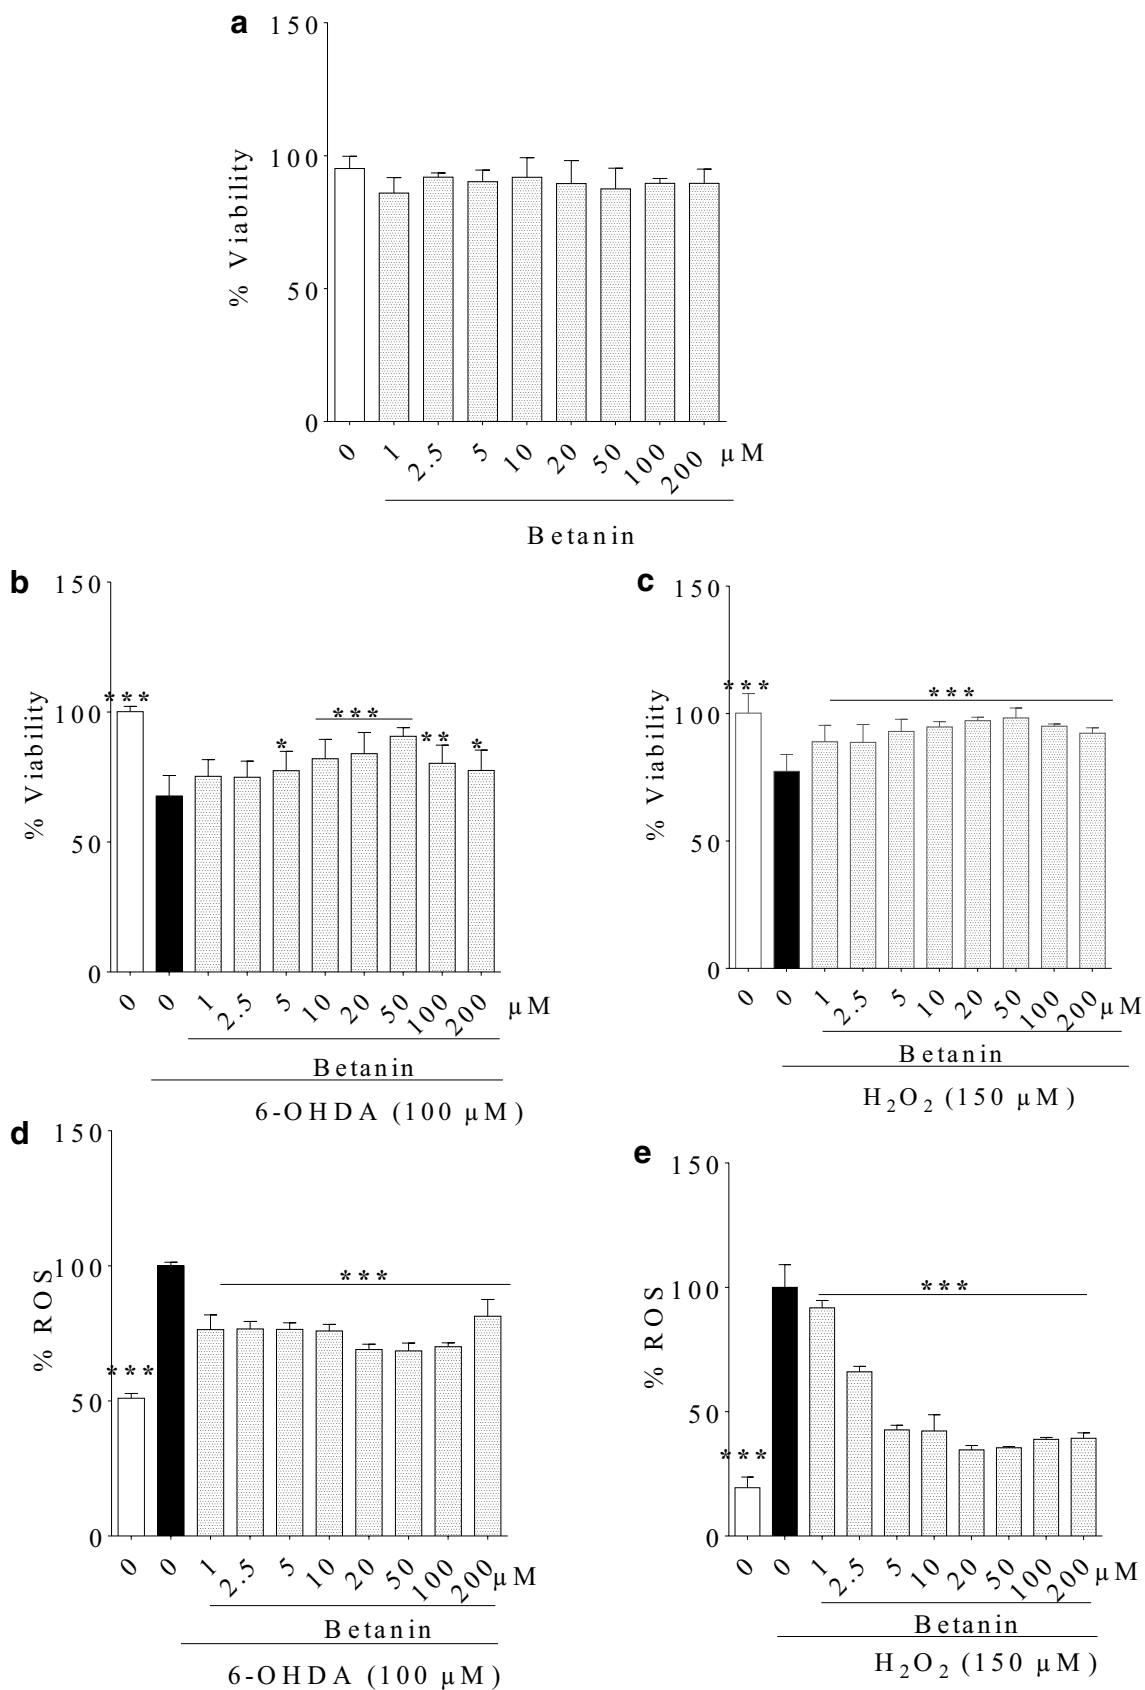 a
150
100
50
0
% Viability
0 1 2.5 5 10 20 50 100 200 μM
Betanin
b
150
100
50
0
% Viability
***
*
***
**
*
0 0 1 2.5 5 10 20 50 100 200 μM
Betanin
6-OHDA (100 μM)
c
150
100
50
0
% Viability
***
***
0 0 1 2.5 5 10 20 50 100 200 μM
Betanin
H₂O₂ (150 μM)
d
150
100
50
0
% ROS
***
***
0 0 1 2.5 5 10 20 50 100 200 μM
Betanin
6-OHDA (100 μM)
e
150
100
50
0
% ROS
***
***
0 0 1 2.5 5 10 20 50 100 200 μM
Betanin
H₂O₂ (150 μM)